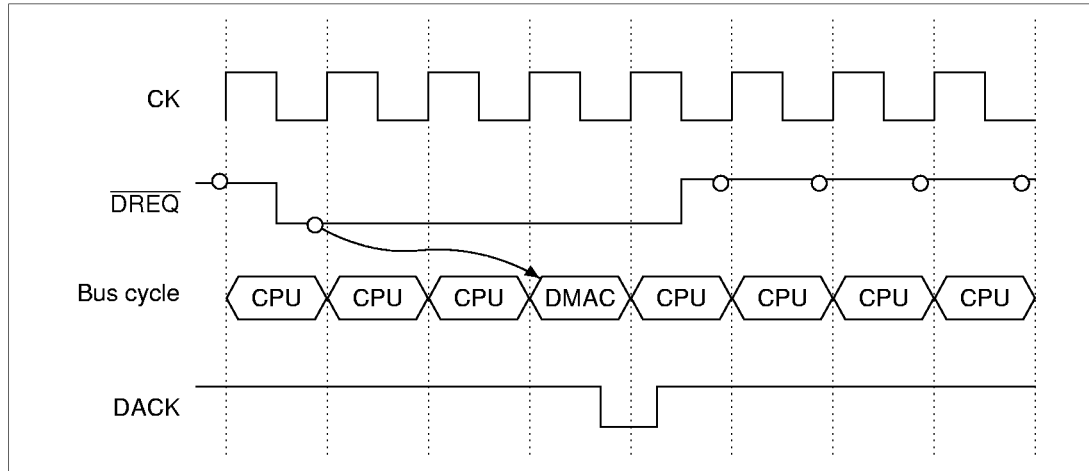 CK
DREQ
Bus cycle CPU CPU CPU DMAC CPU CPU CPU CPU
DACK